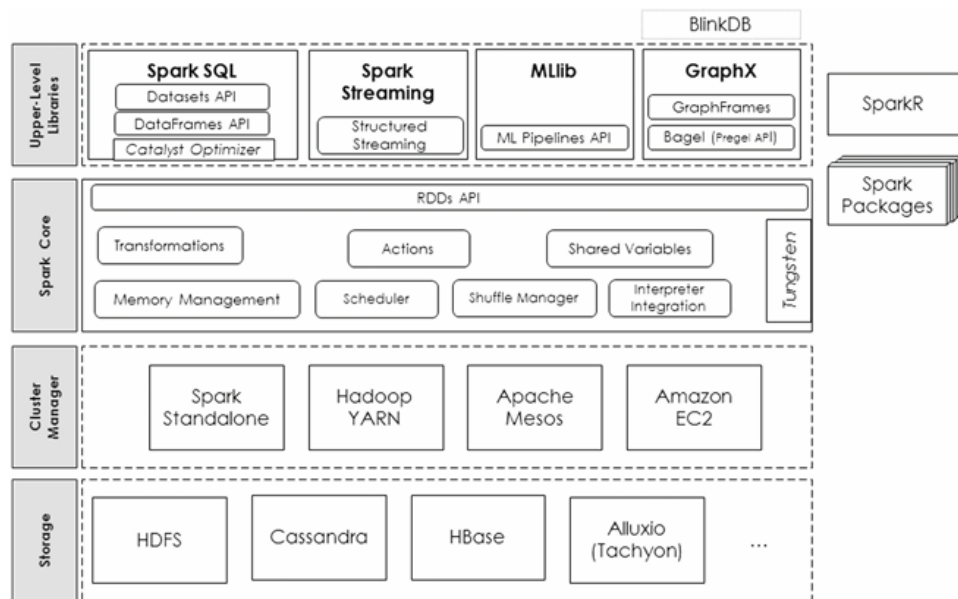 BlinkDB
Upper-Level
Libraries
Spark SQL
Datasets API
DataFrames API
Catalyst Optimizer
Spark
Streaming
Structured
Streaming
MLlib
ML Pipelines API
GraphX
GraphFrames
Bagel (Pregel API)
SparkR
Spark
Packages
Spark Core
RDDs API
Transformations
Actions
Shared Variables
Memory Management
Scheduler
Shuffle Manager
Interpreter
Integration
Tungsten
Cluster
Manager
Spark
Standalone
Hadoop
YARN
Apache
Mesos
Amazon
EC2
Storage
HDFS
Cassandra
HBase
Alluxio
(Tachyon)
...